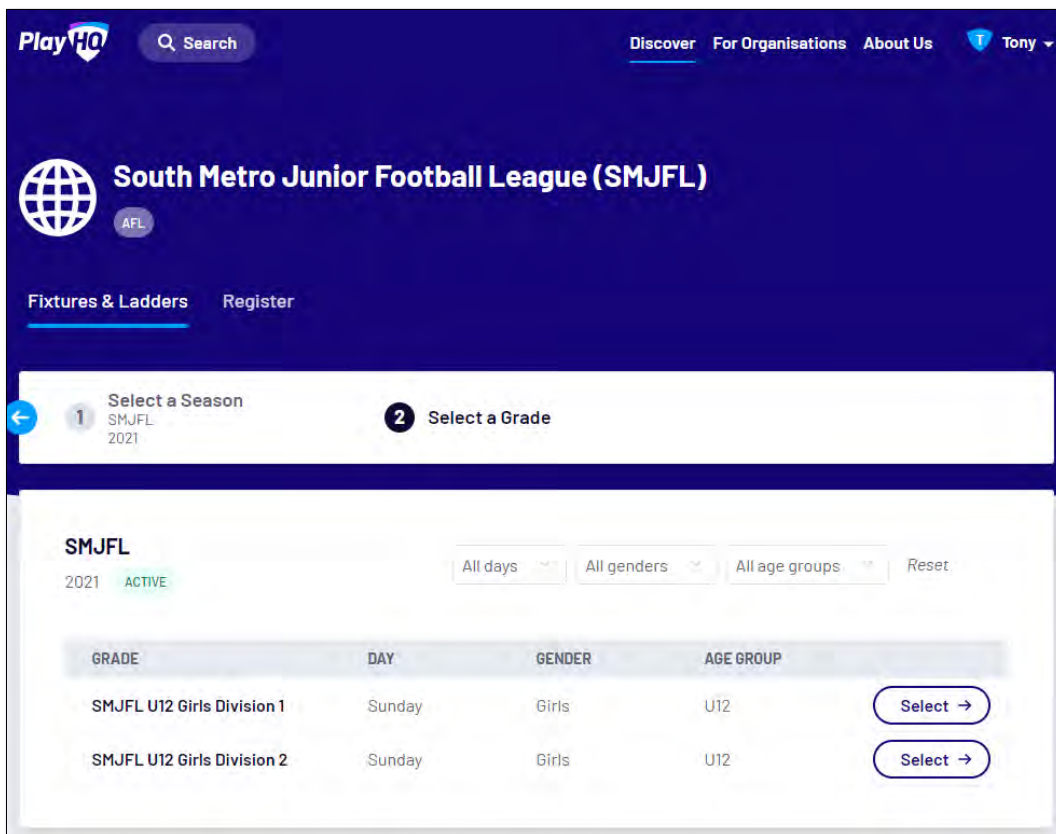 PlayHQ Search Discover For Organisations About Us T Tony
South Metro Junior Football League (SMJFL)
AFL
Fixtures & Ladders Register
1 Select a Season
SMJFL
2021
2 Select a Grade
SMJFL
2021 ACTIVE
All days All genders All age groups Reset
GRADE DAY GENDER AGE GROUP
SMJFL U12 Girls Division 1 Sunday Girls U12 Select →
SMJFL U12 Girls Division 2 Sunday Girls U12 Select →